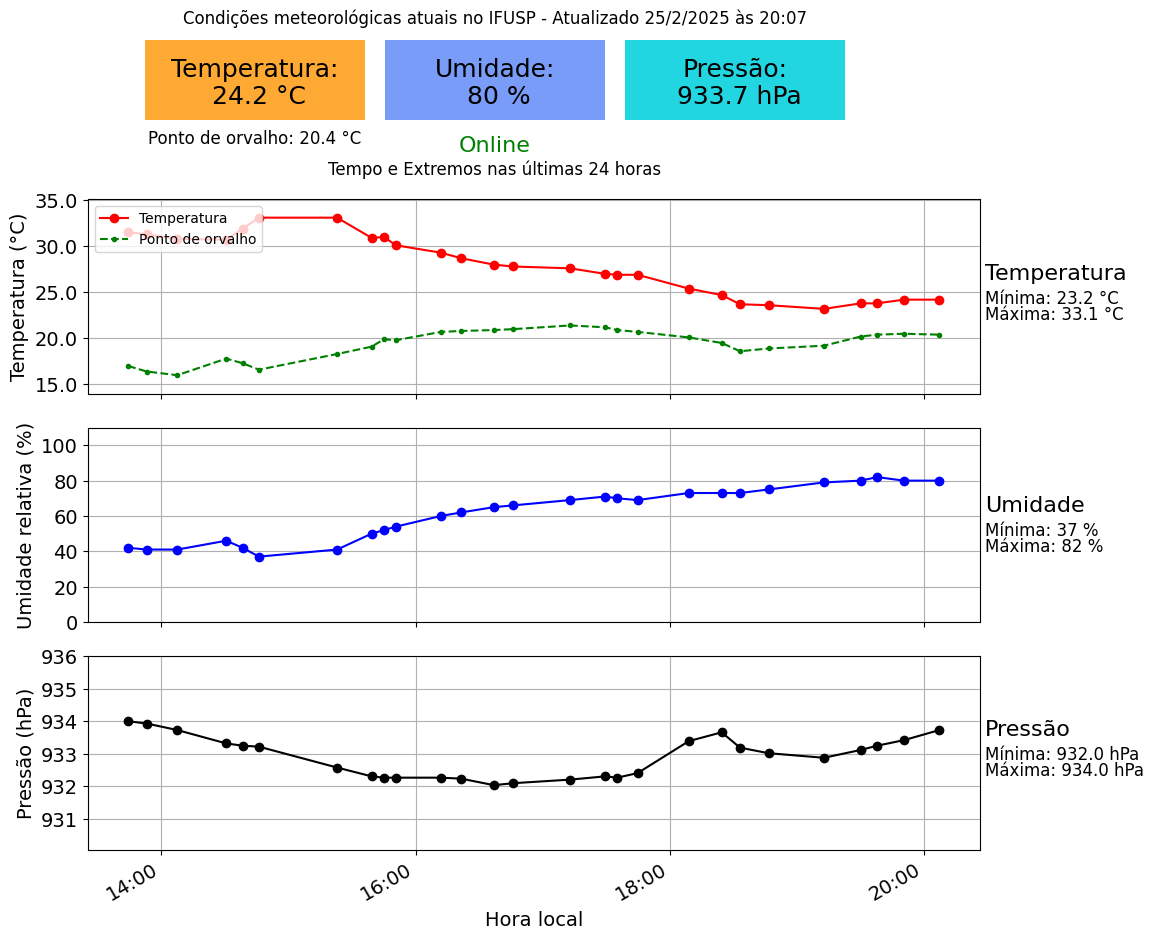 Condições meteorológicas atuais no IFUSP - Atualizado 25/2/2025 às 20:07
Temperatura:
24.2 °C
Umidade:
80 %
Pressão:
933.7 hPa
Ponto de orvalho: 20.4 °C
Online
Tempo e Extremos nas últimas 24 horas
Temperatura (°C)
35.0
30.0
25.0
20.0
15.0
Temperatura
Ponto de orvalho
Temperatura
Mínima: 23.2 °C
Máxima: 33.1 °C
Umidade relativa (%)
100
80
60
40
20
0
Umidade
Mínima: 37 %
Máxima: 82 %
Pressão (hPa)
936
935
934
933
932
931
Pressão
Mínima: 932.0 hPa
Máxima: 934.0 hPa
14:00
16:00
18:00
20:00
Hora local